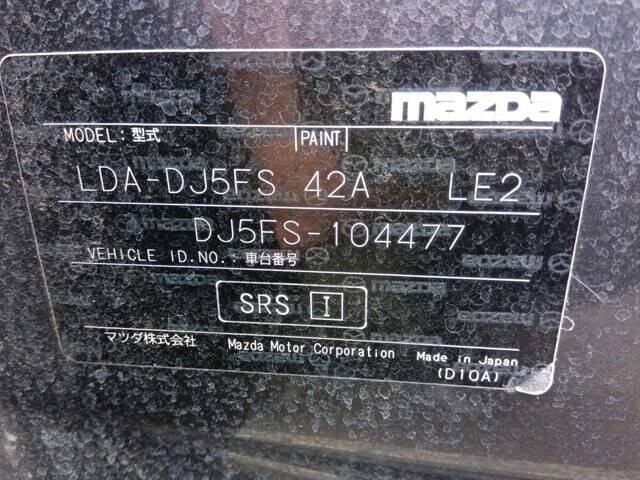 mazda
MODEL：型式 PAINT
LDA-DJ5FS 42A LE2
DJ5FS-104477
VEHICLE ID.NO.：車台番号
SRS I
マツダ株式会社 Mazda Motor Corporation Made in Japan
(D10A)